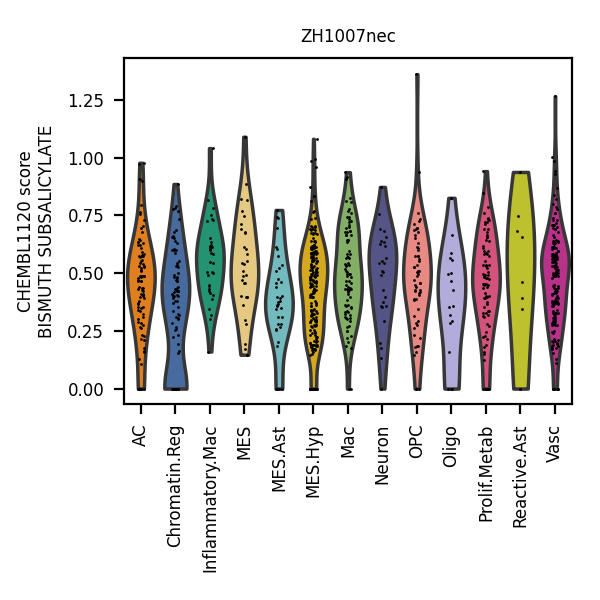 ZH1007nec
CHEMBL1120 score
BISMUTH SUBSALICYLATE
1.25
1.00
0.75
0.50
0.25
0.00
AC
Chromatin.Reg
Inflammatory.Mac
MES
MES.Ast
MES.Hyp
Mac
Neuron
OPC
Oligo
Prolif.Metab
Reactive.Ast
Vasc